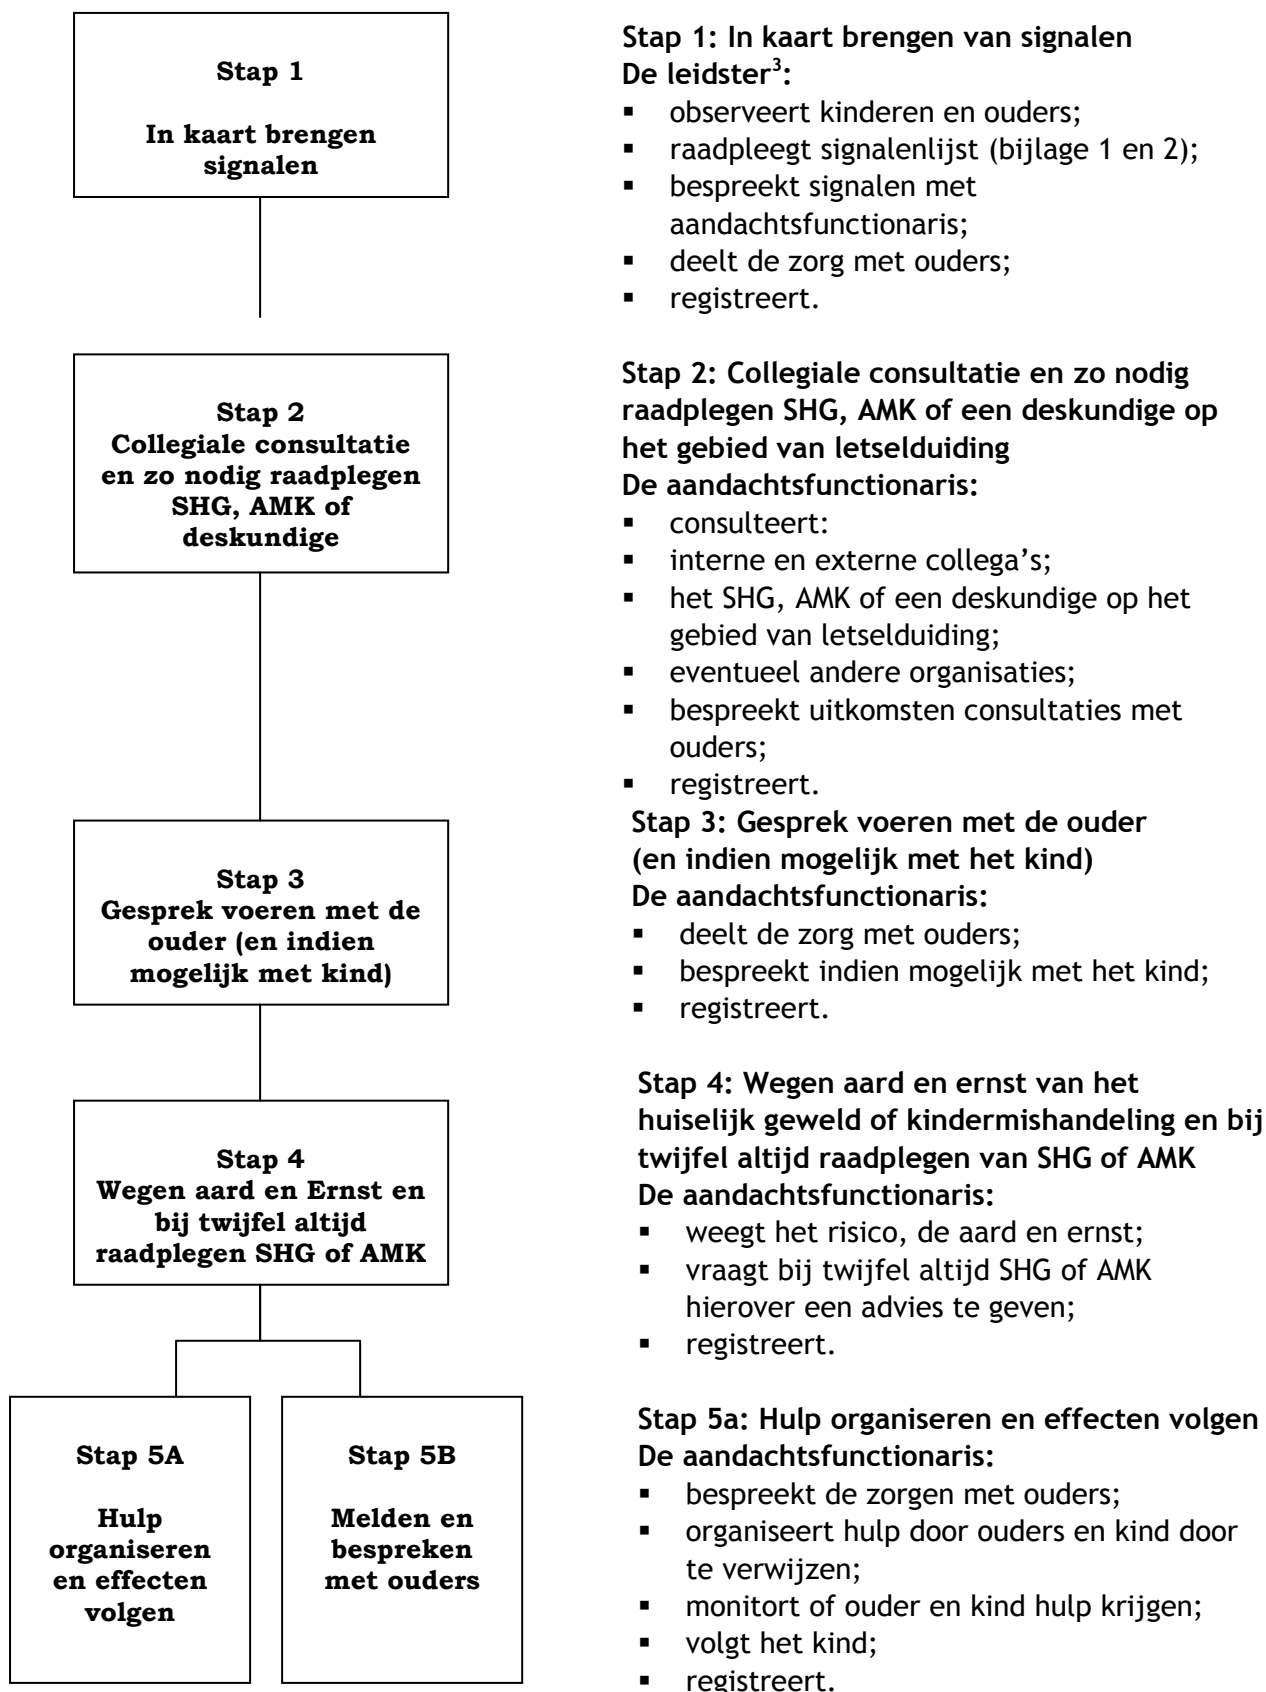 Stap 1
In kaart brengen
signalen
Stap 2
Collegiale consultatie
en zo nodig raadplegen
SHG, AMK of
deskundige
Stap 3
Gesprek voeren met de
ouder (en indien
mogelijk met kind)
Stap 4
Wegen aard en Ernst en
bij twijfel altijd
raadplegen SHG of AMK
Stap 5A
Hulp
organiseren
en effecten
volgen
Stap 5B
Melden en
bespreken
met ouders
Stap 1: In kaart brengen van signalen
De leidster³:
▪ observeert kinderen en ouders;
▪ raadpleegt signalenlijst (bijlage 1 en 2);
▪ bespreekt signalen met
aandachtsfunctionaris;
▪ deelt de zorg met ouders;
▪ registreert.
Stap 2: Collegiale consultatie en zo nodig
raadplegen SHG, AMK of een deskundige op
het gebied van letselduiding
De aandachtsfunctionaris:
▪ consulteert:
▪ interne en externe collega’s;
▪ het SHG, AMK of een deskundige op het
gebied van letselduiding;
▪ eventueel andere organisaties;
▪ bespreekt uitkomsten consultaties met
ouders;
▪ registreert.
Stap 3: Gesprek voeren met de ouder
(en indien mogelijk met het kind)
De aandachtsfunctionaris:
▪ deelt de zorg met ouders;
▪ bespreekt indien mogelijk met het kind;
▪ registreert.
Stap 4: Wegen aard en ernst van het
huiselijk geweld of kindermishandeling en bij
twijfel altijd raadplegen van SHG of AMK
De aandachtsfunctionaris:
▪ weegt het risico, de aard en ernst;
▪ vraagt bij twijfel altijd SHG of AMK
hierover een advies te geven;
▪ registreert.
Stap 5a: Hulp organiseren en effecten volgen
De aandachtsfunctionaris:
▪ bespreekt de zorgen met ouders;
▪ organiseert hulp door ouders en kind door
te verwijzen;
▪ monitort of ouder en kind hulp krijgen;
▪ volgt het kind;
▪ registreert.